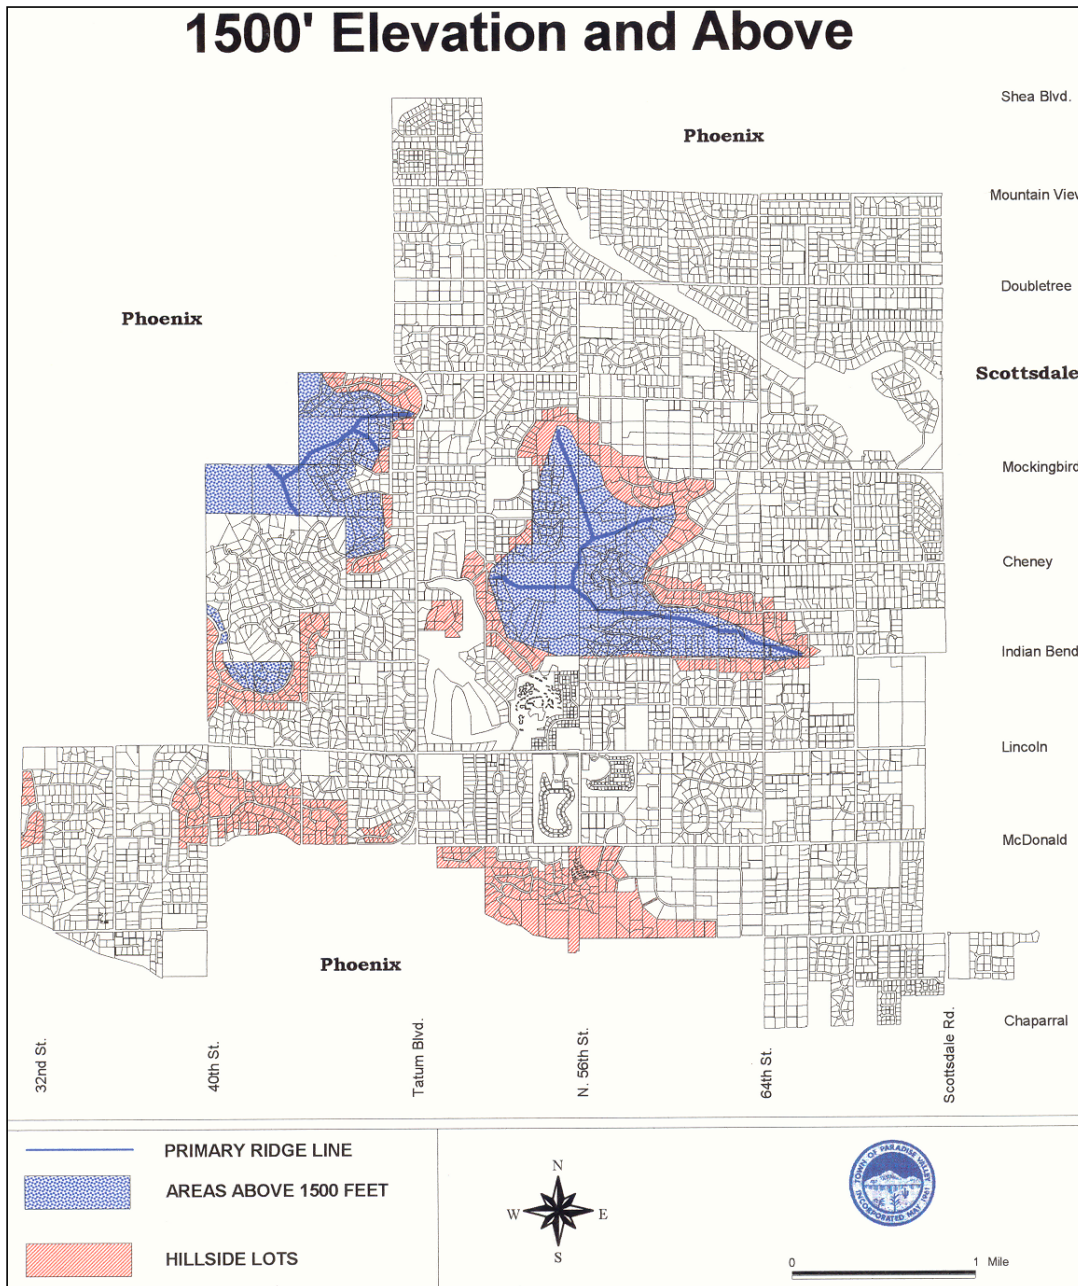 1500' Elevation and Above
Shea Blvd.
Phoenix
Mountain View
Doubletree
Phoenix
Scottsdale
Mockingbird
Cheney
Indian Bend
Lincoln
McDonald
Phoenix
Chaparral
32nd St.
40th St.
Tatum Blvd.
N. 56th St.
64th St.
Scottsdale Rd.
PRIMARY RIDGE LINE
AREAS ABOVE 1500 FEET
HILLSIDE LOTS
N
W E
S
TOWN OF PARADISE VALLEY
INCORPORATED MAY 1961
0 1 Mile